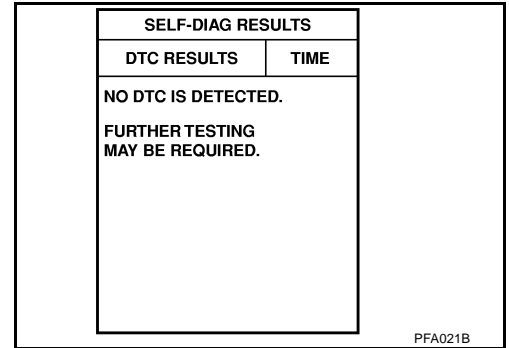 SELF-DIAG RESULTS
DTC RESULTS TIME
NO DTC IS DETECTED.
FURTHER TESTING
MAY BE REQUIRED.
PFA021B